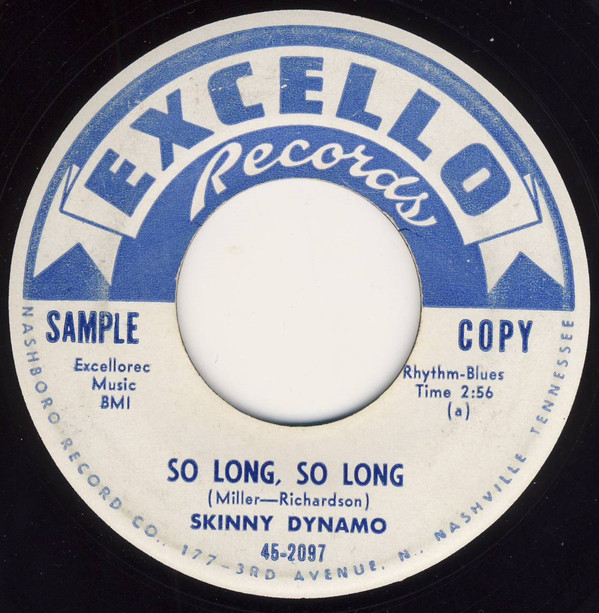 EXCELLO
Records
SAMPLE COPY
Excellorec
Music
BMI
Rhythm-Blues
Time 2:56
(a)
SO LONG, SO LONG
(Miller—Richardson)
SKINNY DYNAMO
45-2097
NASHBORO RECORD CO., 177-3RD AVENUE, N., NASHVILLE, TENNESSEE